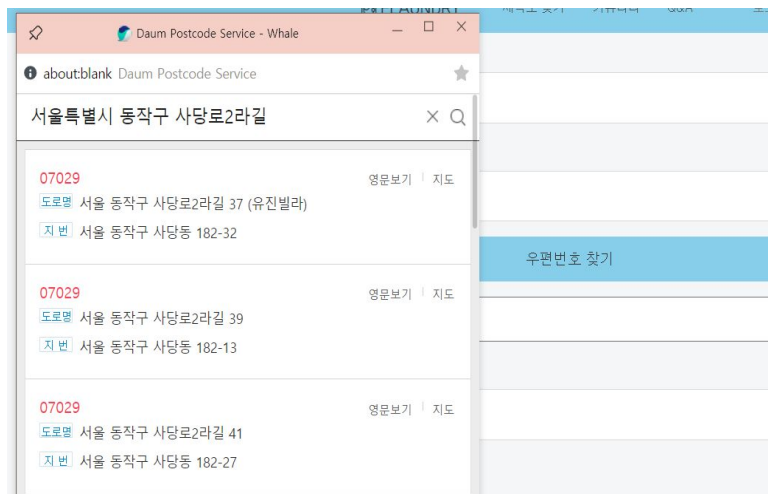 Daum Postcode Service - Whale
about:blank Daum Postcode Service
서울특별시 동작구 사당로2라길
07029 영문보기 지도
도로명 서울 동작구 사당로2라길 37 (유진빌라)
지번 서울 동작구 사당동 182-32
우편번호 찾기
07029 영문보기 지도
도로명 서울 동작구 사당로2라길 39
지번 서울 동작구 사당동 182-13
07029 영문보기 지도
도로명 서울 동작구 사당로2라길 41
지번 서울 동작구 사당동 182-27